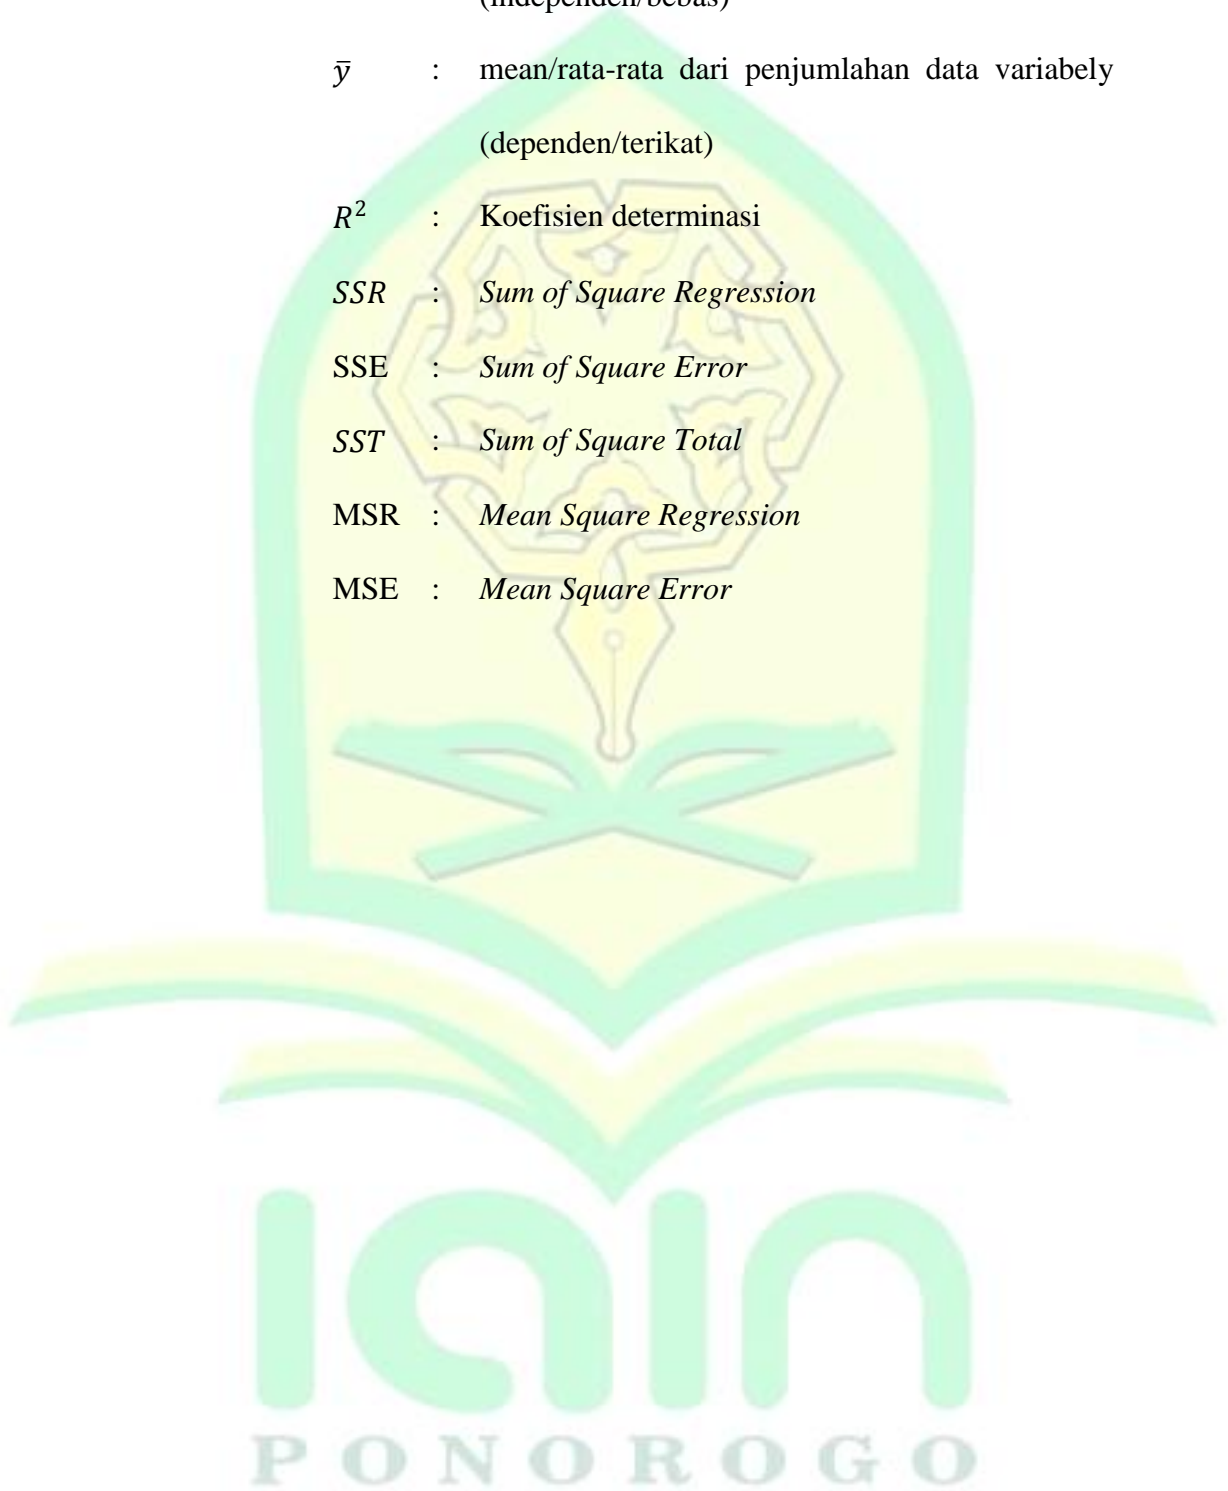 (independen/bebas)
ȳ : mean/rata-rata dari penjumlahan data variabely
(dependen/terikat)
R² : Koefisien determinasi
SSR : Sum of Square Regression
SSE : Sum of Square Error
SST : Sum of Square Total
MSR : Mean Square Regression
MSE : Mean Square Error
iain
PONOROGO